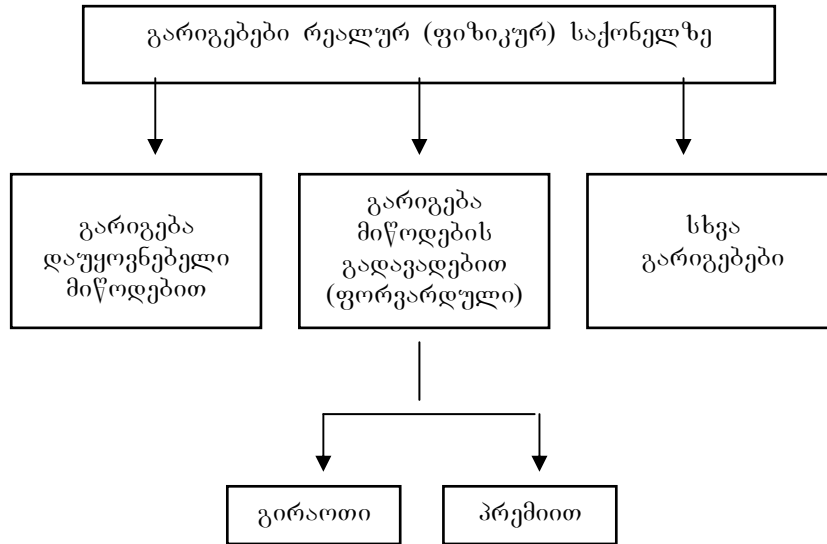 გარიგებები რეალურ (ფიზიკურ) საქონელზე
გარიგება
დაუყოვნებელი
მიწოდებით
გარიგება
მიწოდების
გადავადებით
(ფორვარდული)
სხვა
გარიგებები
გირაოთი
პრემიით